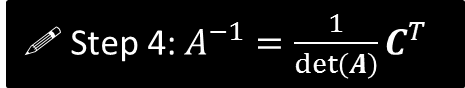 Step 4: A⁻¹ = 1/det(A) Cᵀ